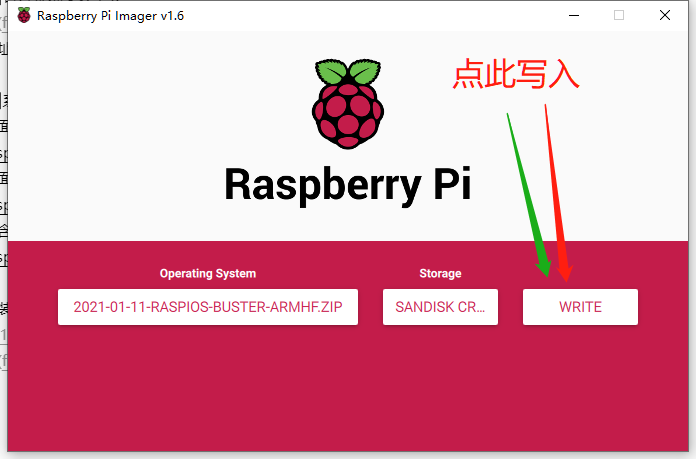 Raspberry Pi Imager v1.6
点此写入
Raspberry Pi
Operating System
Storage
2021-01-11-RASPIOS-BUSTER-ARMHF.ZIP
SANDISK CR...
WRITE